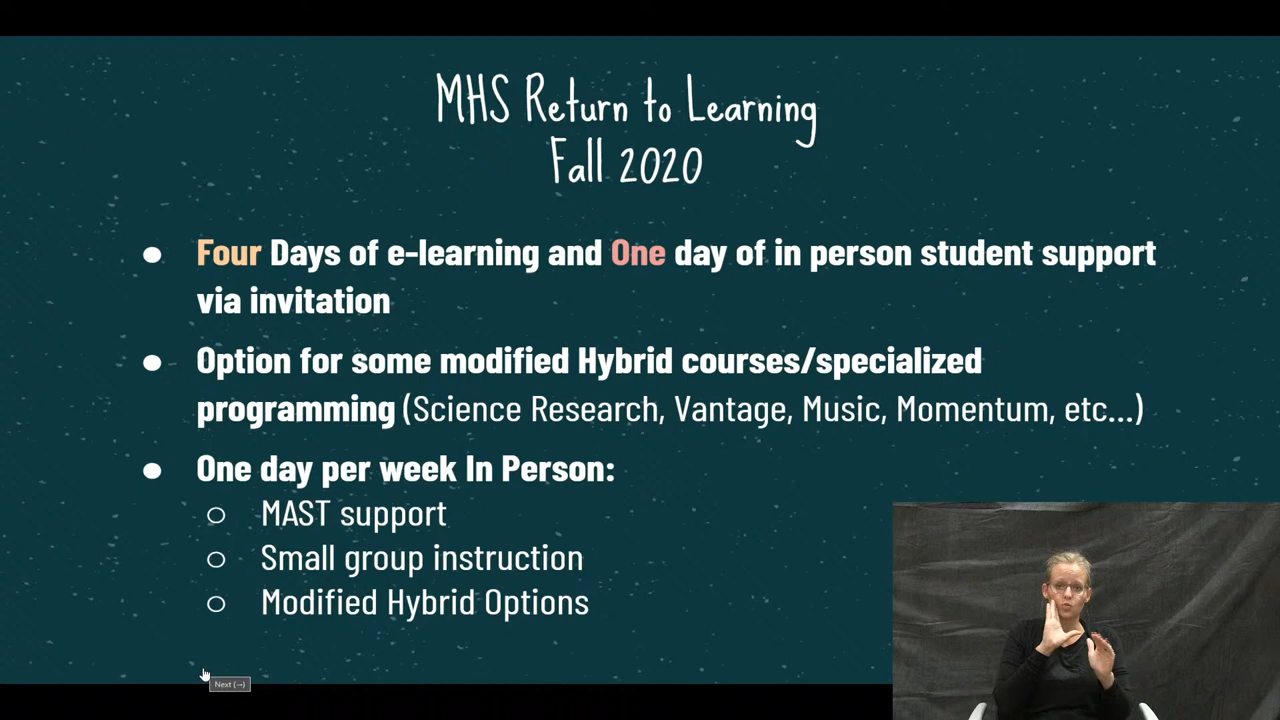 MHS Return to Learning
Fall 2020
● Four Days of e-learning and One day of in person student support
via invitation
● Option for some modified Hybrid courses/specialized
programming (Science Research, Vantage, Music, Momentum, etc...)
● One day per week In Person:
○ MAST support
○ Small group instruction
○ Modified Hybrid Options
Next (→)